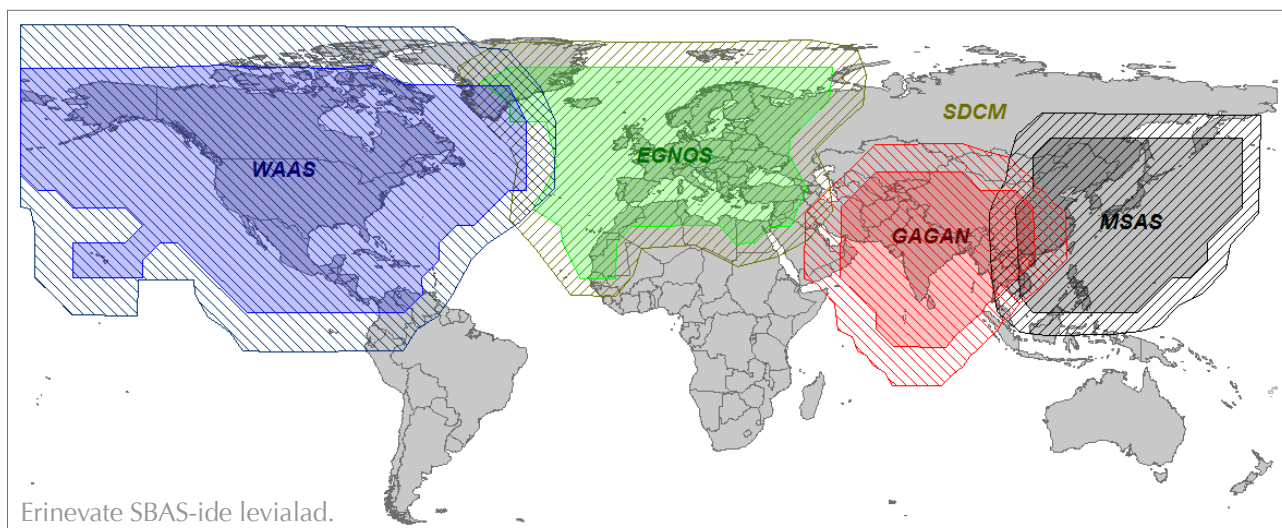 SDCM
EGNOS
WAAS
MSAS
GAGAN
Erinevate SBAS-ide levialad.